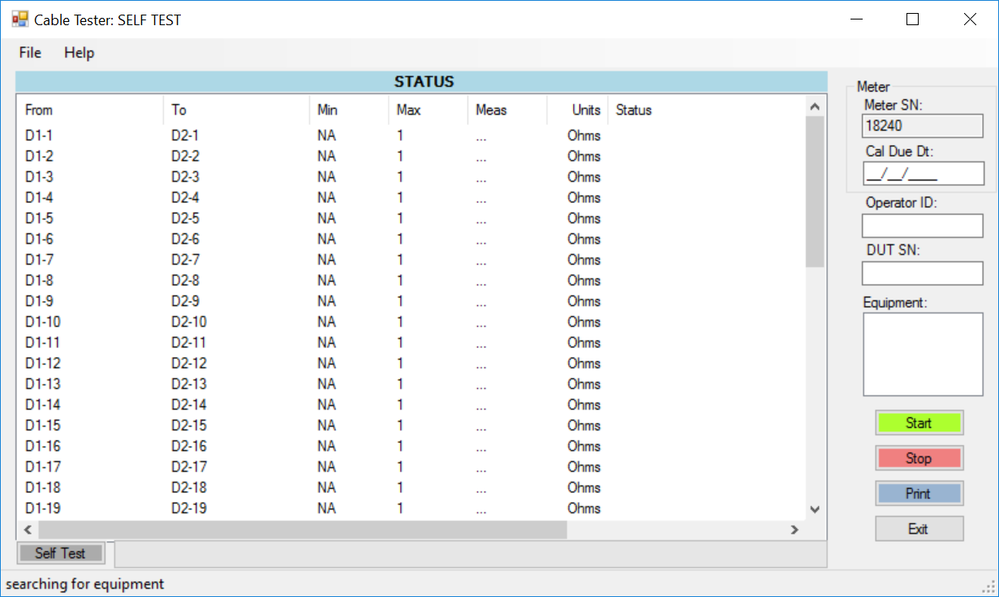 Cable Tester: SELF TEST
File Help
STATUS
From To Min Max Meas Units Status
D1-1 D2-1 NA 1 ... Ohms
D1-2 D2-2 NA 1 ... Ohms
D1-3 D2-3 NA 1 ... Ohms
D1-4 D2-4 NA 1 ... Ohms
D1-5 D2-5 NA 1 ... Ohms
D1-6 D2-6 NA 1 ... Ohms
D1-7 D2-7 NA 1 ... Ohms
D1-8 D2-8 NA 1 ... Ohms
D1-9 D2-9 NA 1 ... Ohms
D1-10 D2-10 NA 1 ... Ohms
D1-11 D2-11 NA 1 ... Ohms
D1-12 D2-12 NA 1 ... Ohms
D1-13 D2-13 NA 1 ... Ohms
D1-14 D2-14 NA 1 ... Ohms
D1-15 D2-15 NA 1 ... Ohms
D1-16 D2-16 NA 1 ... Ohms
D1-17 D2-17 NA 1 ... Ohms
D1-18 D2-18 NA 1 ... Ohms
D1-19 D2-19 NA 1 ... Ohms
Self Test
Meter
Meter SN:
18240
Cal Due Dt:
__/__/____
Operator ID:
DUT SN:
Equipment:
Start
Stop
Print
Exit
searching for equipment